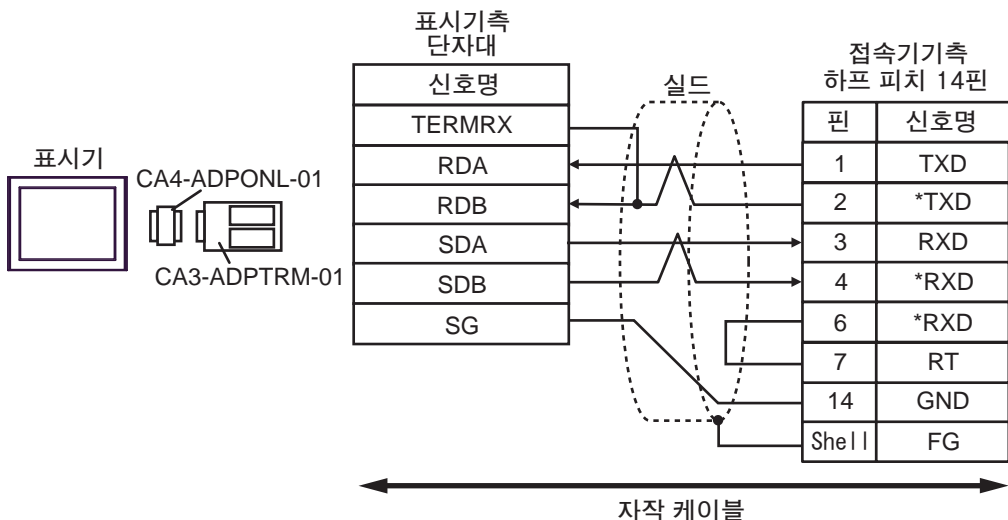 표시기
CA4-ADPONL-01
CA3-ADPTRM-01
표시기측
단자대
신호명
TERMRX
RDA
RDB
SDA
SDB
SG
실드
접속기기측
하프 피치 14핀
핀 신호명
1 TXD
2 *TXD
3 RXD
4 *RXD
6 *RXD
7 RT
14 GND
Shell FG
자작 케이블